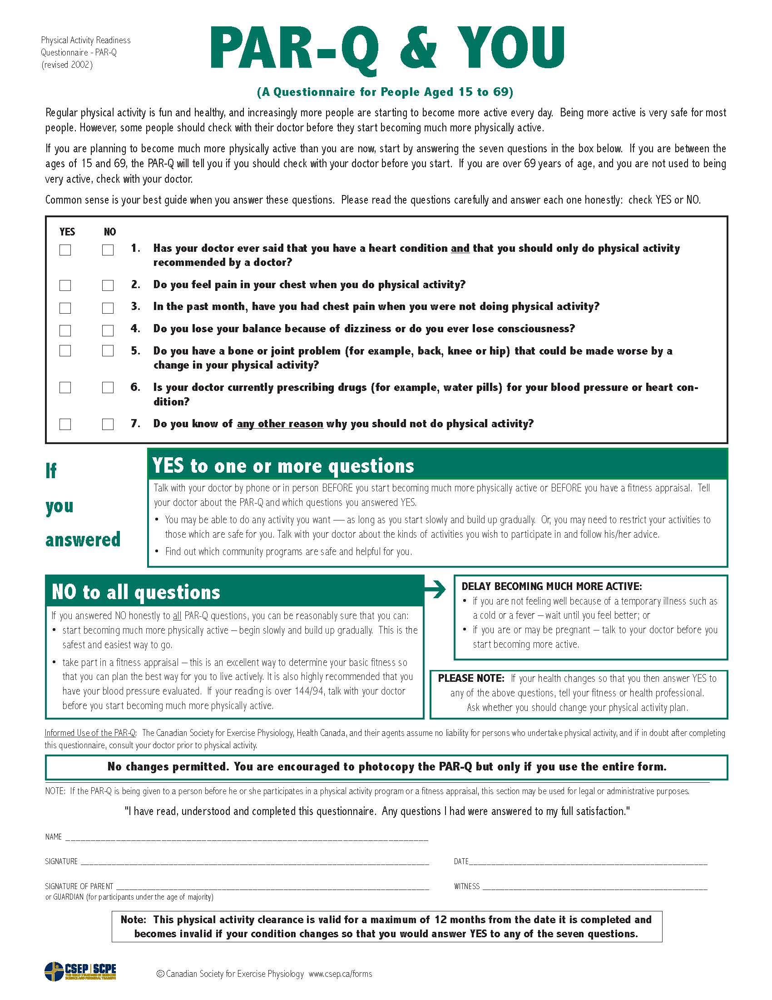 Physical Activity Readiness
Questionnaire - PAR-Q
(revised 2002)
PAR-Q & YOU
(A Questionnaire for People Aged 15 to 69)
Regular physical activity is fun and healthy, and increasingly more people are starting to become more active every day. Being more active is very safe for most
people. However, some people should check with their doctor before they start becoming much more physically active.
If you are planning to become much more physically active than you are now, start by answering the seven questions in the box below. If you are between the
ages of 15 and 69, the PAR-Q will tell you if you should check with your doctor before you start. If you are over 69 years of age, and you are not used to being
very active, check with your doctor.
Common sense is your best guide when you answer these questions. Please read the questions carefully and answer each one honestly: check YES or NO.
YES NO
1. Has your doctor ever said that you have a heart condition and that you should only do physical activity
recommended by a doctor?
2. Do you feel pain in your chest when you do physical activity?
3. In the past month, have you had chest pain when you were not doing physical activity?
4. Do you lose your balance because of dizziness or do you ever lose consciousness?
5. Do you have a bone or joint problem (for example, back, knee or hip) that could be made worse by a
change in your physical activity?
6. Is your doctor currently prescribing drugs (for example, water pills) for your blood pressure or heart con-
dition?
7. Do you know of any other reason why you should not do physical activity?
If
you
answered
YES to one or more questions
Talk with your doctor by phone or in person BEFORE you start becoming much more physically active or BEFORE you have a fitness appraisal. Tell
your doctor about the PAR-Q and which questions you answered YES.
• You may be able to do any activity you want — as long as you start slowly and build up gradually. Or, you may need to restrict your activities to
those which are safe for you. Talk with your doctor about the kinds of activities you wish to participate in and follow his/her advice.
• Find out which community programs are safe and helpful for you.
NO to all questions
If you answered NO honestly to all PAR-Q questions, you can be reasonably sure that you can:
• start becoming much more physically active – begin slowly and build up gradually. This is the
safest and easiest way to go.
• take part in a fitness appraisal – this is an excellent way to determine your basic fitness so
that you can plan the best way for you to live actively. It is also highly recommended that you
have your blood pressure evaluated. If your reading is over 144/94, talk with your doctor
before you start becoming much more physically active.
DELAY BECOMING MUCH MORE ACTIVE:
• if you are not feeling well because of a temporary illness such as
a cold or a fever – wait until you feel better; or
• if you are or may be pregnant – talk to your doctor before you
start becoming more active.
PLEASE NOTE: If your health changes so that you then answer YES to
any of the above questions, tell your fitness or health professional.
Ask whether you should change your physical activity plan.
Informed Use of the PAR-Q: The Canadian Society for Exercise Physiology, Health Canada, and their agents assume no liability for persons who undertake physical activity, and if in doubt after completing
this questionnaire, consult your doctor prior to physical activity.
No changes permitted. You are encouraged to photocopy the PAR-Q but only if you use the entire form.
NOTE: If the PAR-Q is being given to a person before he or she participates in a physical activity program or a fitness appraisal, this section may be used for legal or administrative purposes.
"I have read, understood and completed this questionnaire. Any questions I had were answered to my full satisfaction."
NAME
SIGNATURE DATE
SIGNATURE OF PARENT WITNESS
or GUARDIAN (for participants under the age of majority)
Note: This physical activity clearance is valid for a maximum of 12 months from the date it is completed and
becomes invalid if your condition changes so that you would answer YES to any of the seven questions.
CSEP | SCPE
THE GOLD STANDARD IN EXERCISE
SCIENCE AND PERSONAL TRAINING
© Canadian Society for Exercise Physiology www.csep.ca/forms